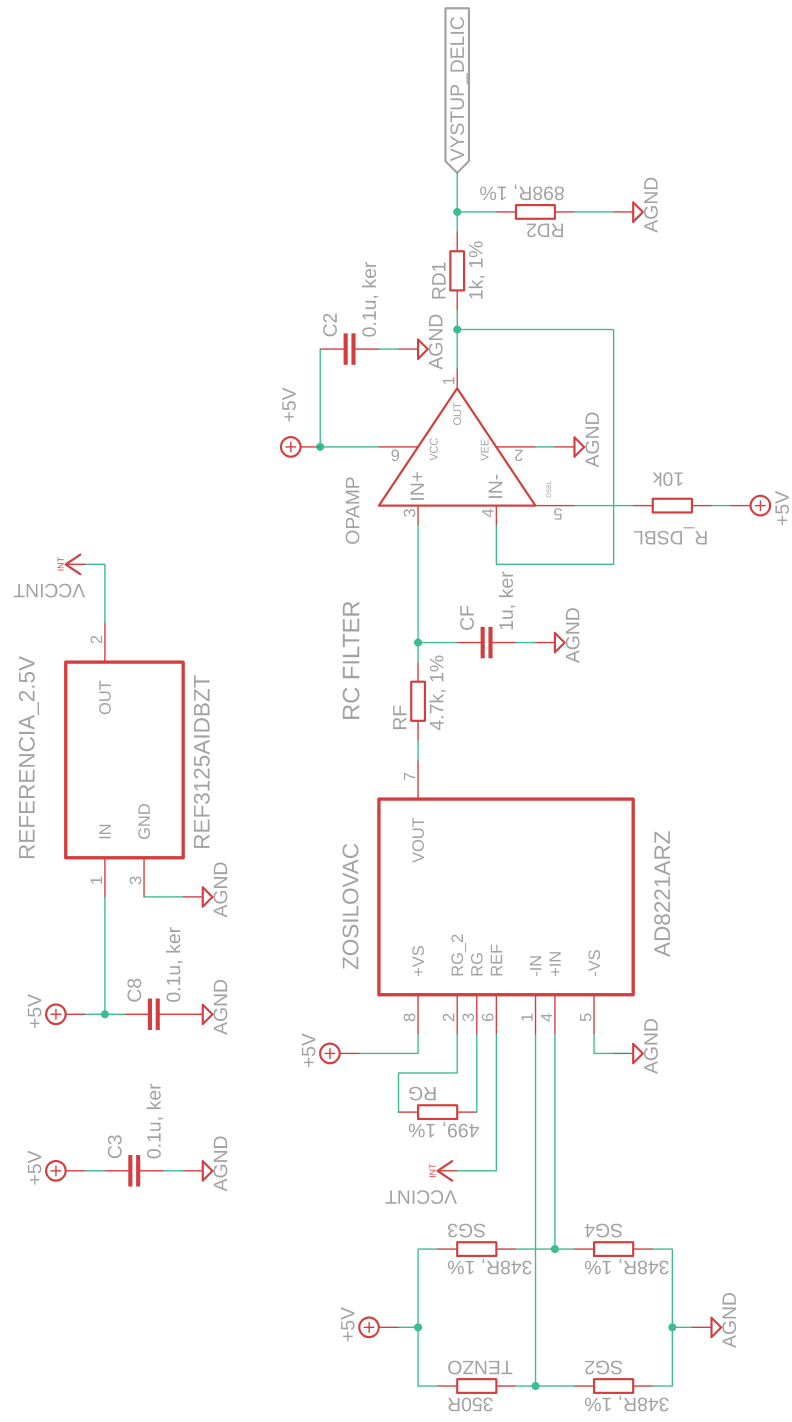 VYSTUP_DELIC
898R, 1%
RD2
AGND
RD1
1k, 1%
C2
0.1u, ker
AGND
+5V
1
OUT
6
VCC
VEE
2
AGND
IN+
IN-
DSBL
OPAMP
3
4
5
10k
R_DSBL
+5V
RC FILTER
CF
1u, ker
AGND
RF
4.7k, 1%
7
INT
VCCINT
2
REFERENCIA_2.5V
OUT
IN
GND
REF3125AIDBZT
1
3
AGND
+5V
C8
0.1u, ker
AGND
+5V
C3
0.1u, ker
AGND
ZOSILOVAC
VOUT
+VS
RG_2
RG
REF
-IN
+IN
-VS
AD8221ARZ
8
2
3
6
1
4
5
+5V
AGND
RG
499, 1%
INT
VCCINT
SG3
348R, 1%
SG4
348R, 1%
+5V
AGND
TENZO
350R
SG2
348R, 1%